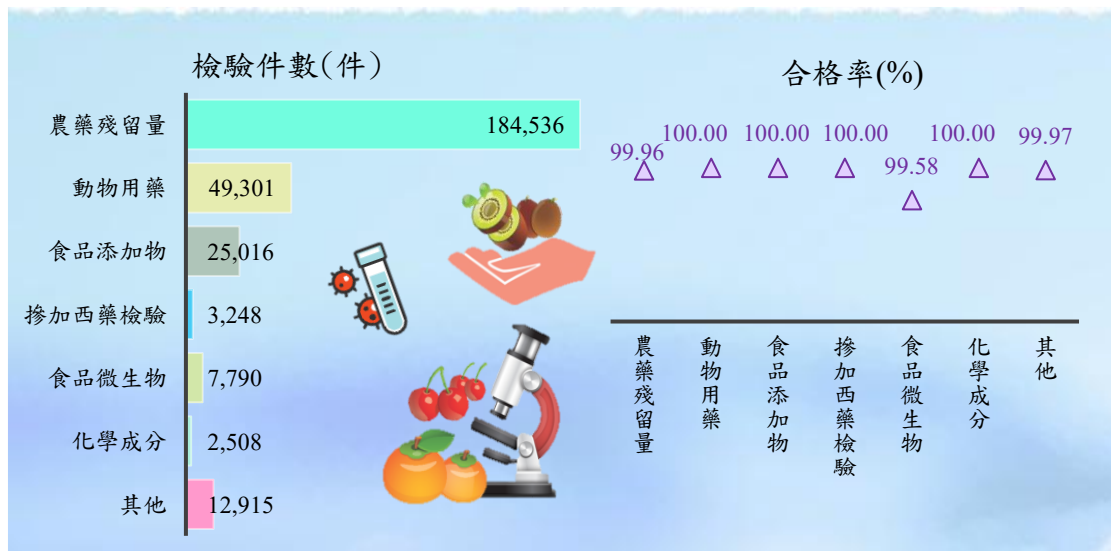 檢驗件數(件)
農藥殘留量
184,536
動物用藥
49,301
食品添加物
25,016
摻加西藥檢驗
3,248
食品微生物
7,790
化學成分
2,508
其他
12,915
合格率(%)
99.96
100.00
100.00
100.00
99.58
100.00
99.97
農藥殘留量
動物用藥
食品添加物
摻加西藥檢驗
食品微生物
化學成分
其他